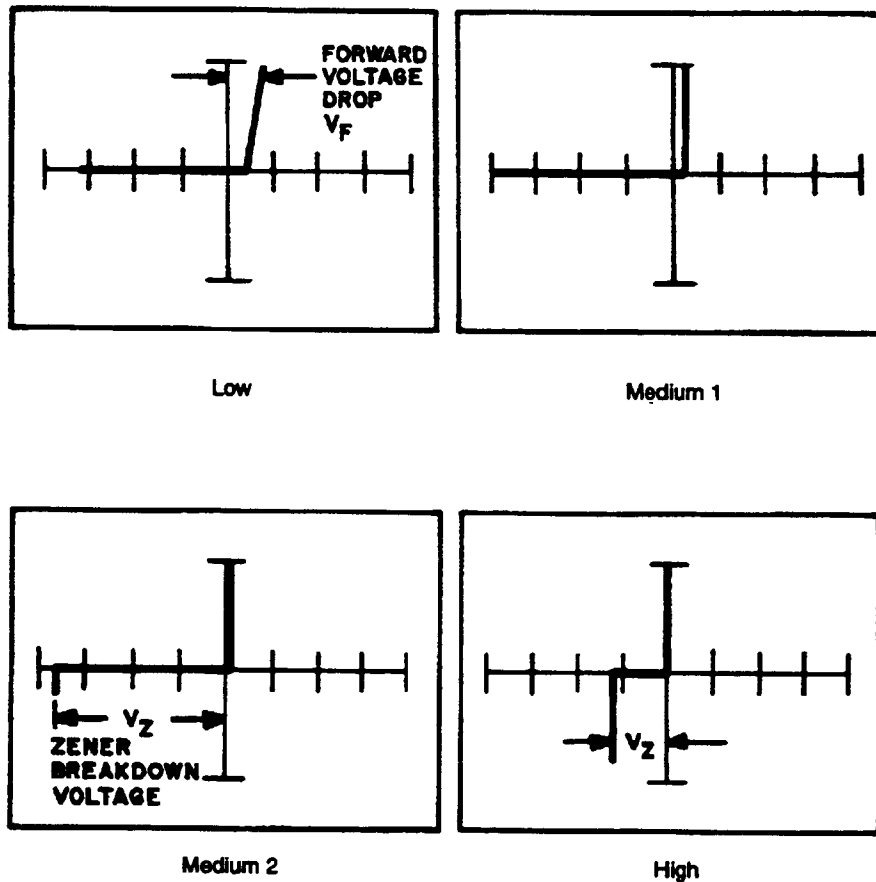 FORWARD
VOLTAGE
DROP
VF
Low
Medium 1
VZ
ZENER
BREAKDOWN
VOLTAGE
Medium 2
VZ
High